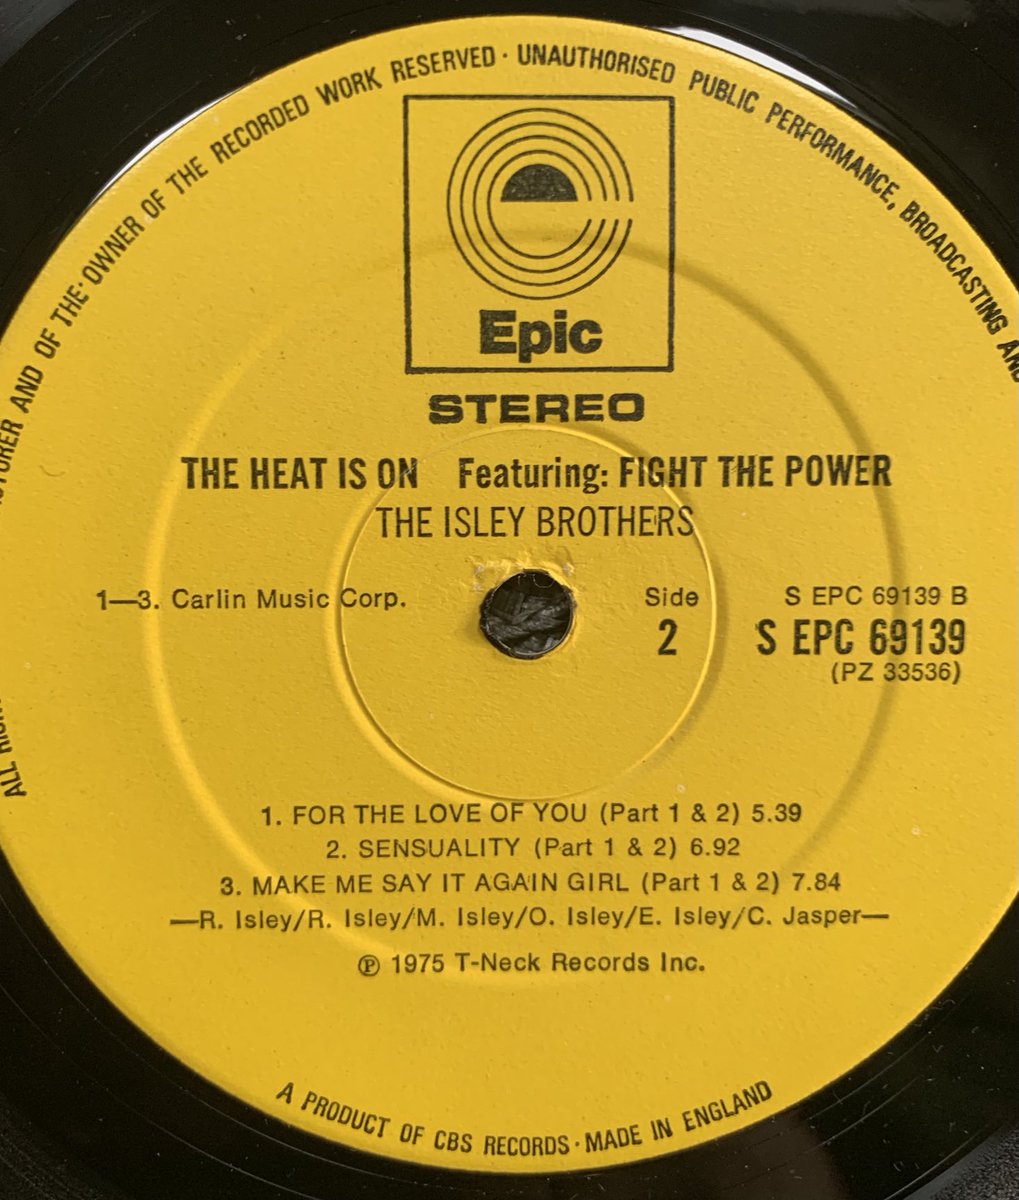 ALL RIGH
TURER AND OF THE · OWNER OF THE RECORDED WORK RESERVED · UNAUTHORISED PUBLIC PERFORMANCE, BROADCASTING AND
Epic
STEREO
THE HEAT IS ON Featuring: FIGHT THE POWER
THE ISLEY BROTHERS
1—3. Carlin Music Corp.
Side
2
S EPC 69139 B
S EPC 69139
(PZ 33536)
1. FOR THE LOVE OF YOU (Part 1 & 2) 5.39
2. SENSUALITY (Part 1 & 2) 6.92
3. MAKE ME SAY IT AGAIN GIRL (Part 1 & 2) 7.84
—R. Isley/R. Isley/M. Isley/O. Isley/E. Isley/C. Jasper—
℗ 1975 T-Neck Records Inc.
A PRODUCT OF CBS RECORDS · MADE IN ENGLAND